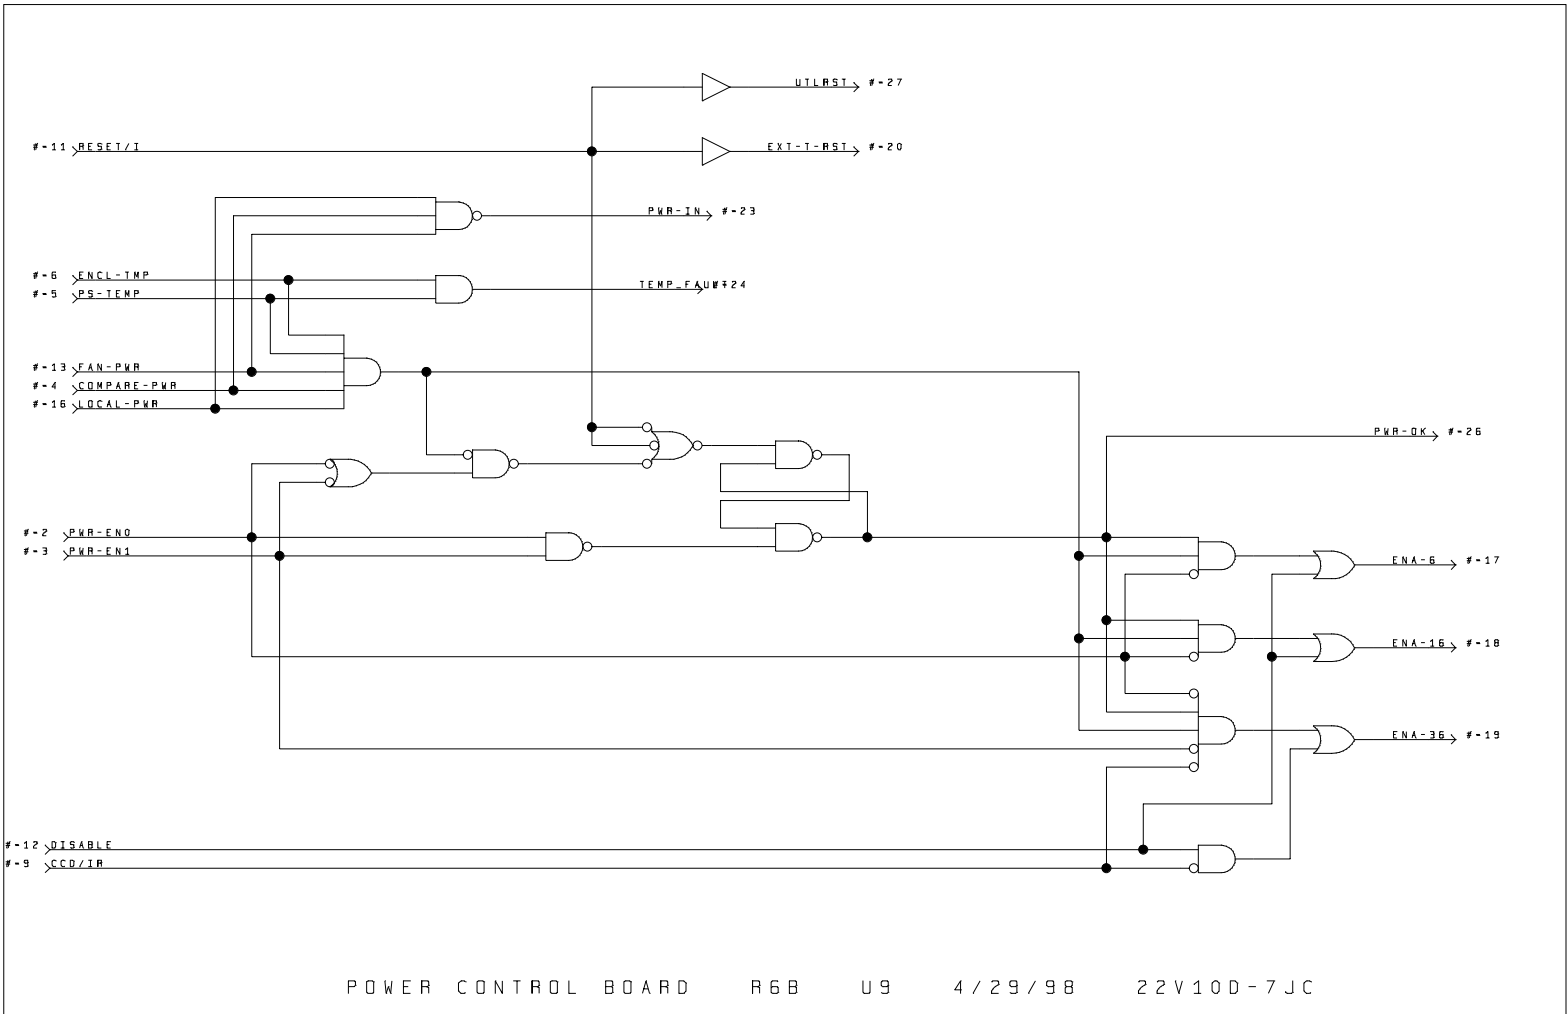 UTLRST #-27
#-11 RESET/I EXT-T-RST #-20
PWR-IN #-23
#-6 ENCL-TMP
#-5 PS-TEMP TEMP_FAULT #-24
#-13 FAN-PWR
#-4 COMPARE-PWR
#-16 LOCAL-PWR
PWR-OK #-26
#-2 PWR-EN0
#-3 PWR-EN1
ENA-6 #-17
ENA-16 #-18
ENA-36 #-19
#-12 DISABLE
#-9 CCD/IR
POWER CONTROL BOARD R6B U9 4/29/98 22V10D-7JC